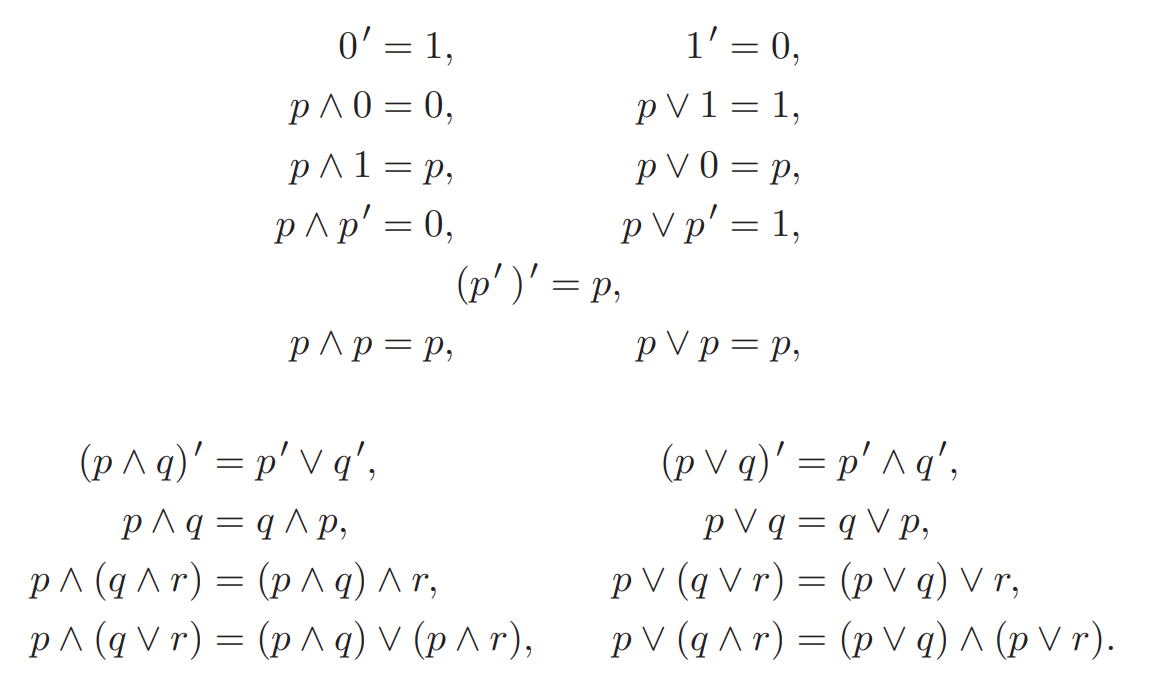 0′ = 1, 1′ = 0,
p ∧ 0 = 0, p ∨ 1 = 1,
p ∧ 1 = p, p ∨ 0 = p,
p ∧ p′ = 0, p ∨ p′ = 1,
(p′)′ = p,
p ∧ p = p, p ∨ p = p,
(p ∧ q)′ = p′ ∨ q′, (p ∨ q)′ = p′ ∧ q′,
p ∧ q = q ∧ p, p ∨ q = q ∨ p,
p ∧ (q ∧ r) = (p ∧ q) ∧ r, p ∨ (q ∨ r) = (p ∨ q) ∨ r,
p ∧ (q ∨ r) = (p ∧ q) ∨ (p ∧ r), p ∨ (q ∧ r) = (p ∨ q) ∧ (p ∨ r).